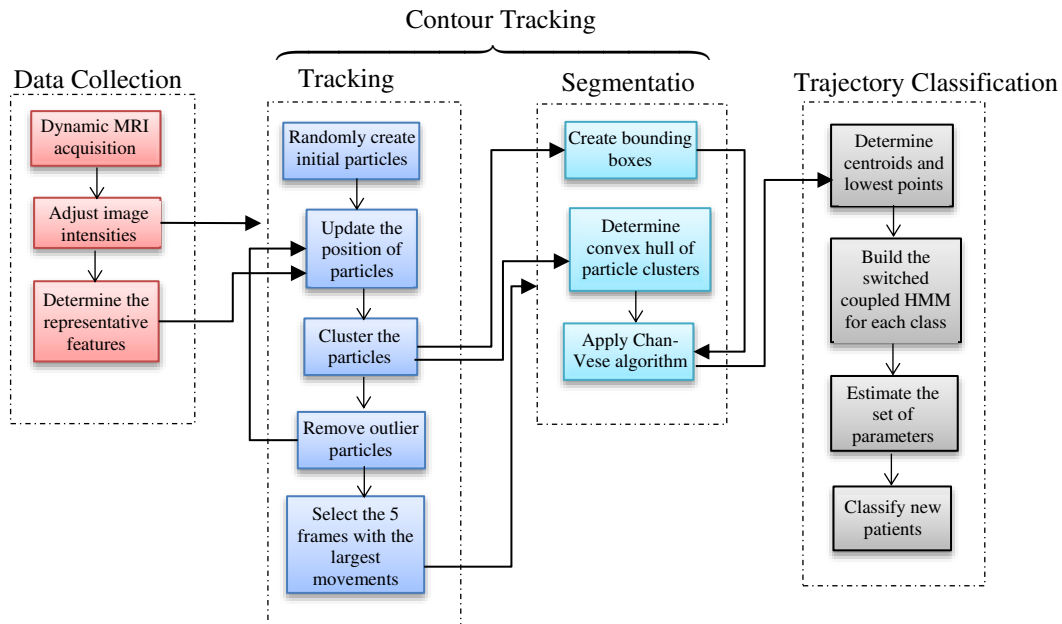 Contour Tracking
Data Collection
Dynamic MRI
acquisition
Adjust image
intensities
Determine the
representative
features
Tracking
Randomly create
initial particles
Update the
position of
particles
Cluster the
particles
Remove outlier
particles
Select the 5
frames with the
largest
movements
Segmentatio
Create bounding
boxes
Determine
convex hull of
particle clusters
Apply Chan-
Vese algorithm
Trajectory Classification
Determine
centroids and
lowest points
Build the
switched
coupled HMM
for each class
Estimate the
set of
parameters
Classify new
patients